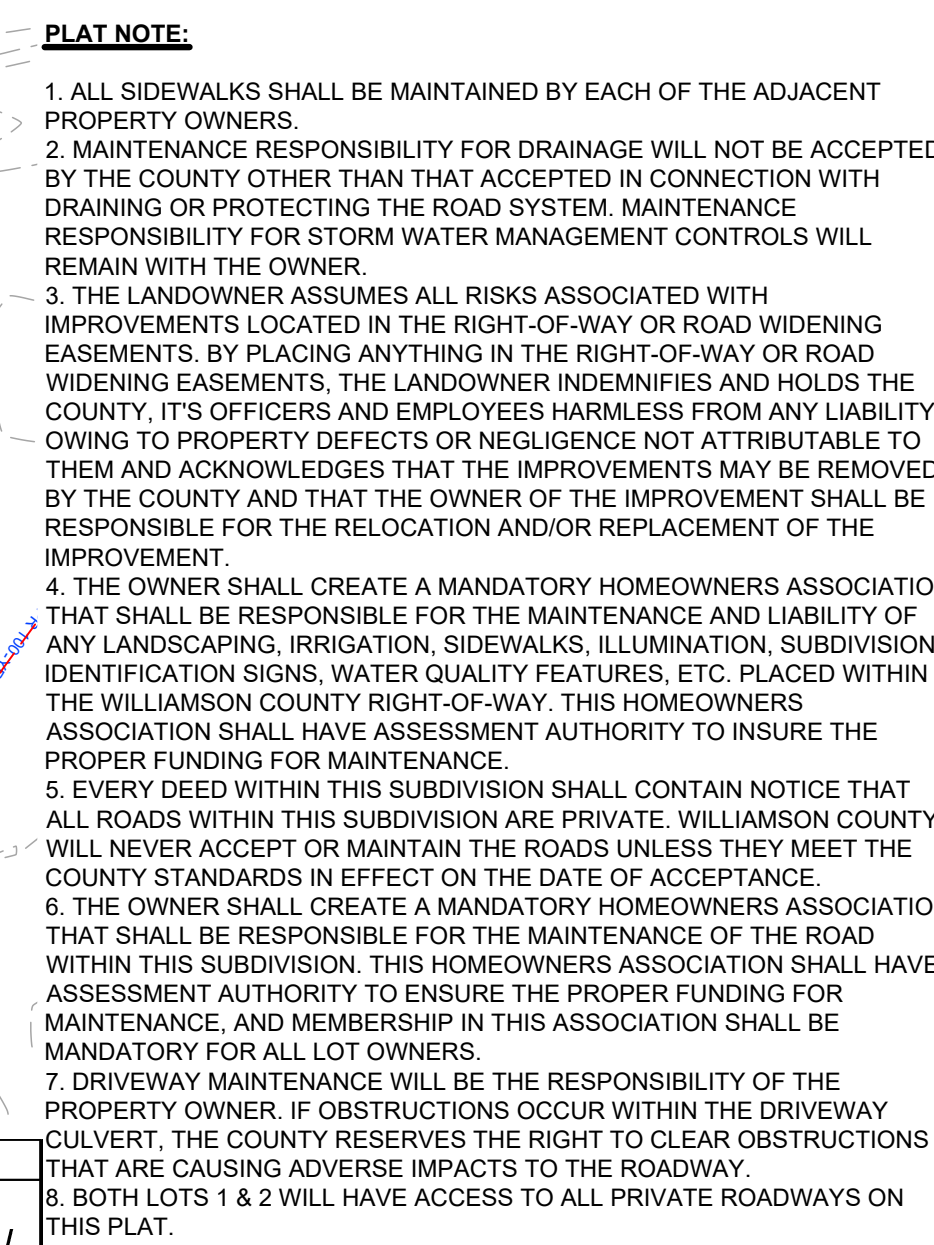 PLAT NOTE:
1. ALL SIDEWALKS SHALL BE MAINTAINED BY EACH OF THE ADJACENT
PROPERTY OWNERS.
2. MAINTENANCE RESPONSIBILITY FOR DRAINAGE WILL NOT BE ACCEPTED
BY THE COUNTY OTHER THAN THAT ACCEPTED IN CONNECTION WITH
DRAINING OR PROTECTING THE ROAD SYSTEM. MAINTENANCE
RESPONSIBILITY FOR STORM WATER MANAGEMENT CONTROLS WILL
REMAIN WITH THE OWNER.
3. THE LANDOWNER ASSUMES ALL RISKS ASSOCIATED WITH
IMPROVEMENTS LOCATED IN THE RIGHT-OF-WAY OR ROAD WIDENING
EASEMENTS. BY PLACING ANYTHING IN THE RIGHT-OF-WAY OR ROAD
WIDENING EASEMENTS, THE LANDOWNER INDEMNIFIES AND HOLDS THE
COUNTY, IT'S OFFICERS AND EMPLOYEES HARMLESS FROM ANY LIABILITY
OWING TO PROPERTY DEFECTS OR NEGLIGENCE NOT ATTRIBUTABLE TO
THEM AND ACKNOWLEDGES THAT THE IMPROVEMENTS MAY BE REMOVED
BY THE COUNTY AND THAT THE OWNER OF THE IMPROVEMENT SHALL BE
RESPONSIBLE FOR THE RELOCATION AND/OR REPLACEMENT OF THE
IMPROVEMENT.
4. THE OWNER SHALL CREATE A MANDATORY HOMEOWNERS ASSOCIATIO
THAT SHALL BE RESPONSIBLE FOR THE MAINTENANCE AND LIABILITY OF
ANY LANDSCAPING, IRRIGATION, SIDEWALKS, ILLUMINATION, SUBDIVISION
IDENTIFICATION SIGNS, WATER QUALITY FEATURES, ETC. PLACED WITHIN
THE WILLIAMSON COUNTY RIGHT-OF-WAY. THIS HOMEOWNERS
ASSOCIATION SHALL HAVE ASSESSMENT AUTHORITY TO INSURE THE
PROPER FUNDING FOR MAINTENANCE.
5. EVERY DEED WITHIN THIS SUBDIVISION SHALL CONTAIN NOTICE THAT
ALL ROADS WITHIN THIS SUBDIVISION ARE PRIVATE. WILLIAMSON COUNTY
WILL NEVER ACCEPT OR MAINTAIN THE ROADS UNLESS THEY MEET THE
COUNTY STANDARDS IN EFFECT ON THE DATE OF ACCEPTANCE.
6. THE OWNER SHALL CREATE A MANDATORY HOMEOWNERS ASSOCIATIO
THAT SHALL BE RESPONSIBLE FOR THE MAINTENANCE OF THE ROAD
WITHIN THIS SUBDIVISION. THIS HOMEOWNERS ASSOCIATION SHALL HAVE
ASSESSMENT AUTHORITY TO ENSURE THE PROPER FUNDING FOR
MAINTENANCE, AND MEMBERSHIP IN THIS ASSOCIATION SHALL BE
MANDATORY FOR ALL LOT OWNERS.
7. DRIVEWAY MAINTENANCE WILL BE THE RESPONSIBILITY OF THE
PROPERTY OWNER. IF OBSTRUCTIONS OCCUR WITHIN THE DRIVEWAY
CULVERT, THE COUNTY RESERVES THE RIGHT TO CLEAR OBSTRUCTIONS
THAT ARE CAUSING ADVERSE IMPACTS TO THE ROADWAY.
8. BOTH LOTS 1 & 2 WILL HAVE ACCESS TO ALL PRIVATE ROADWAYS ON
THIS PLAT.